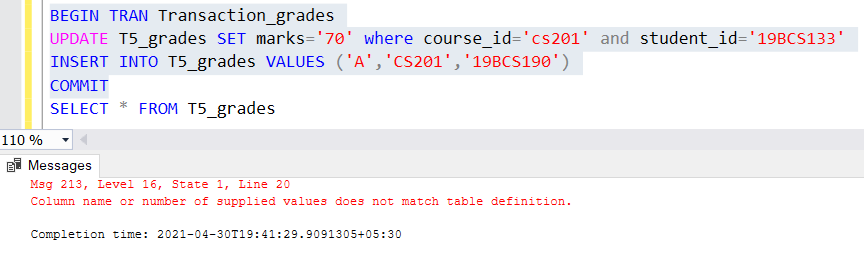 BEGIN TRAN Transaction_grades
UPDATE T5_grades SET marks='70' where course_id='cs201' and student_id='19BCS133'
INSERT INTO T5_grades VALUES ('A','CS201','19BCS190')
COMMIT
SELECT * FROM T5_grades
110 %
Messages
Msg 213, Level 16, State 1, Line 20
Column name or number of supplied values does not match table definition.
Completion time: 2021-04-30T19:41:29.9091305+05:30